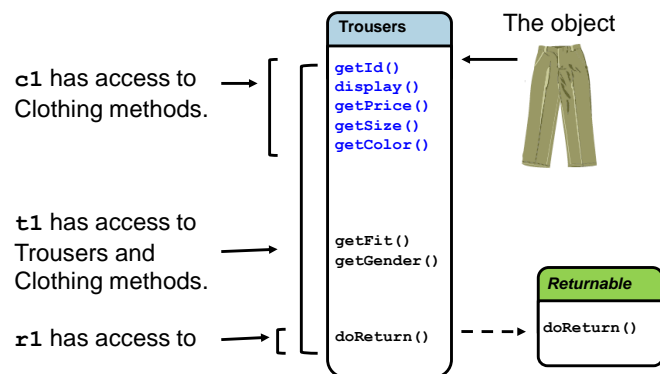 Trousers
The object
getId()
display()
getPrice()
getSize()
getColor()
c1 has access to
Clothing methods.
t1 has access to
Trousers and
Clothing methods.
getFit()
getGender()
Returnable
doReturn()
r1 has access to
doReturn()